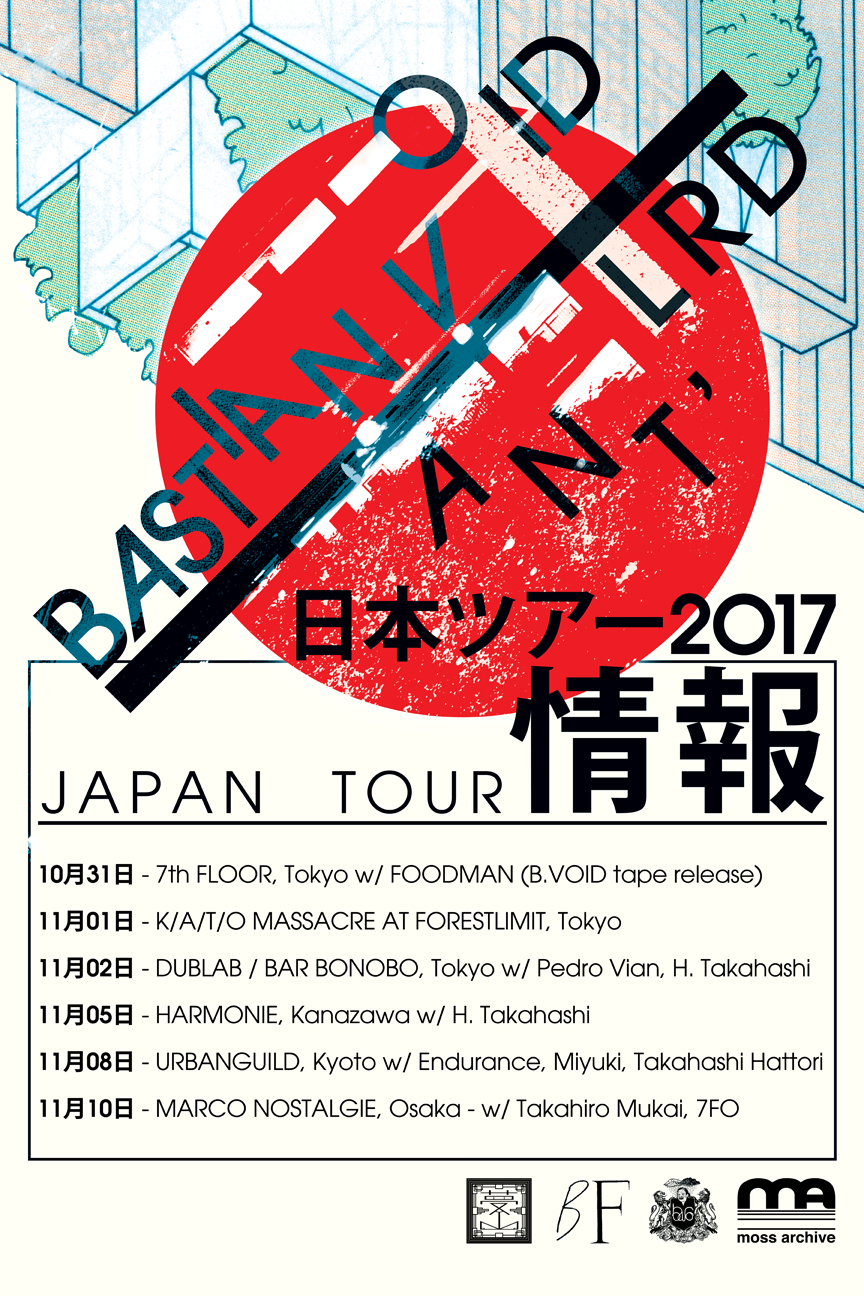 BASTIAN VOID
ANT'LRD
日本ツアー2017
情報
JAPAN TOUR
10月31日 - 7th FLOOR, Tokyo w/ FOODMAN (B.VOID tape release)
11月01日 - K/A/T/O MASSACRE AT FORESTLIMIT, Tokyo
11月02日 - DUBLAB / BAR BONOBO, Tokyo w/ Pedro Vian, H. Takahashi
11月05日 - HARMONIE, Kanazawa w/ H. Takahashi
11月08日 - URBANGUILD, Kyoto w/ Endurance, Miyuki, Takahashi Hattori
11月10日 - MARCO NOSTALGIE, Osaka - w/ Takahiro Mukai, 7FO
BF
ma
moss archive